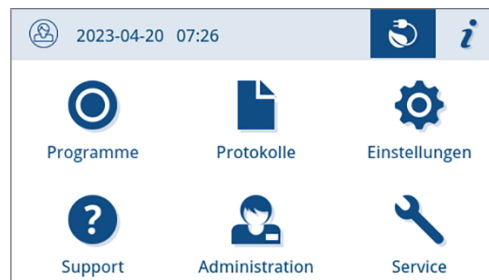 2023-04-20 07:26
Programme Protokolle Einstellungen
Support Administration Service